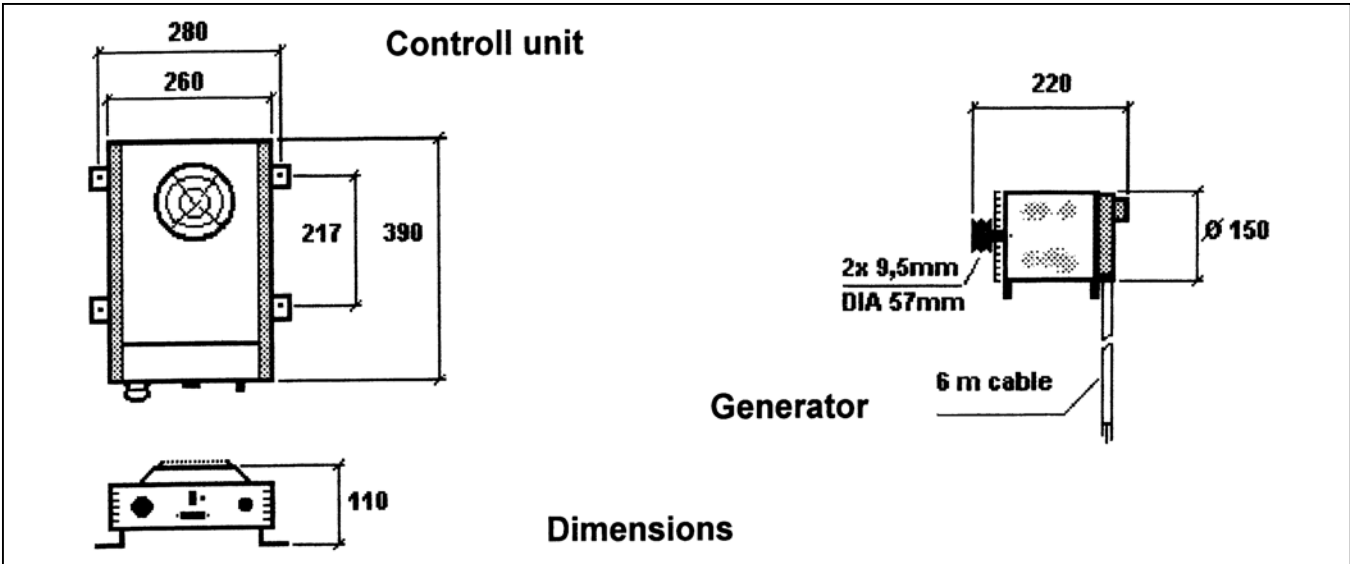 280
Controll unit
260
220
217
390
Ø 150
2x 9,5mm
DIA 57mm
6 m cable
Generator
110
Dimensions